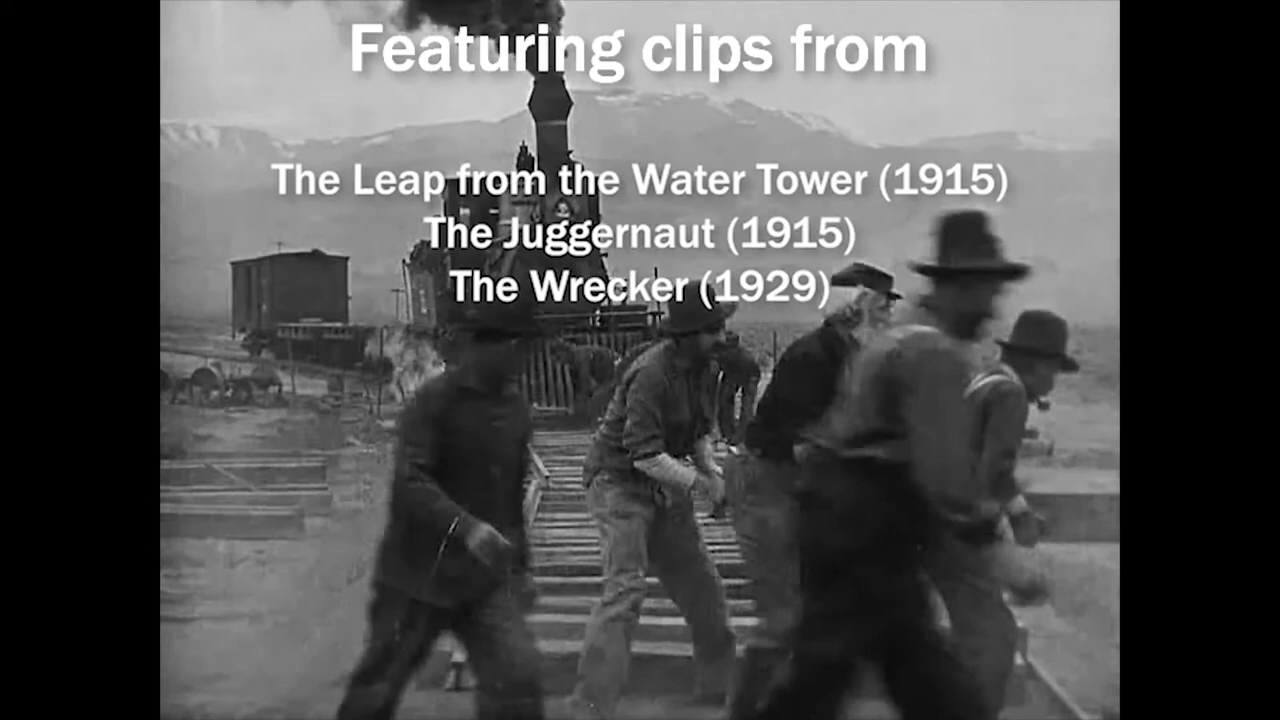 Featuring clips from
The Leap from the Water Tower (1915)
The Juggernaut (1915)
The Wrecker (1929)